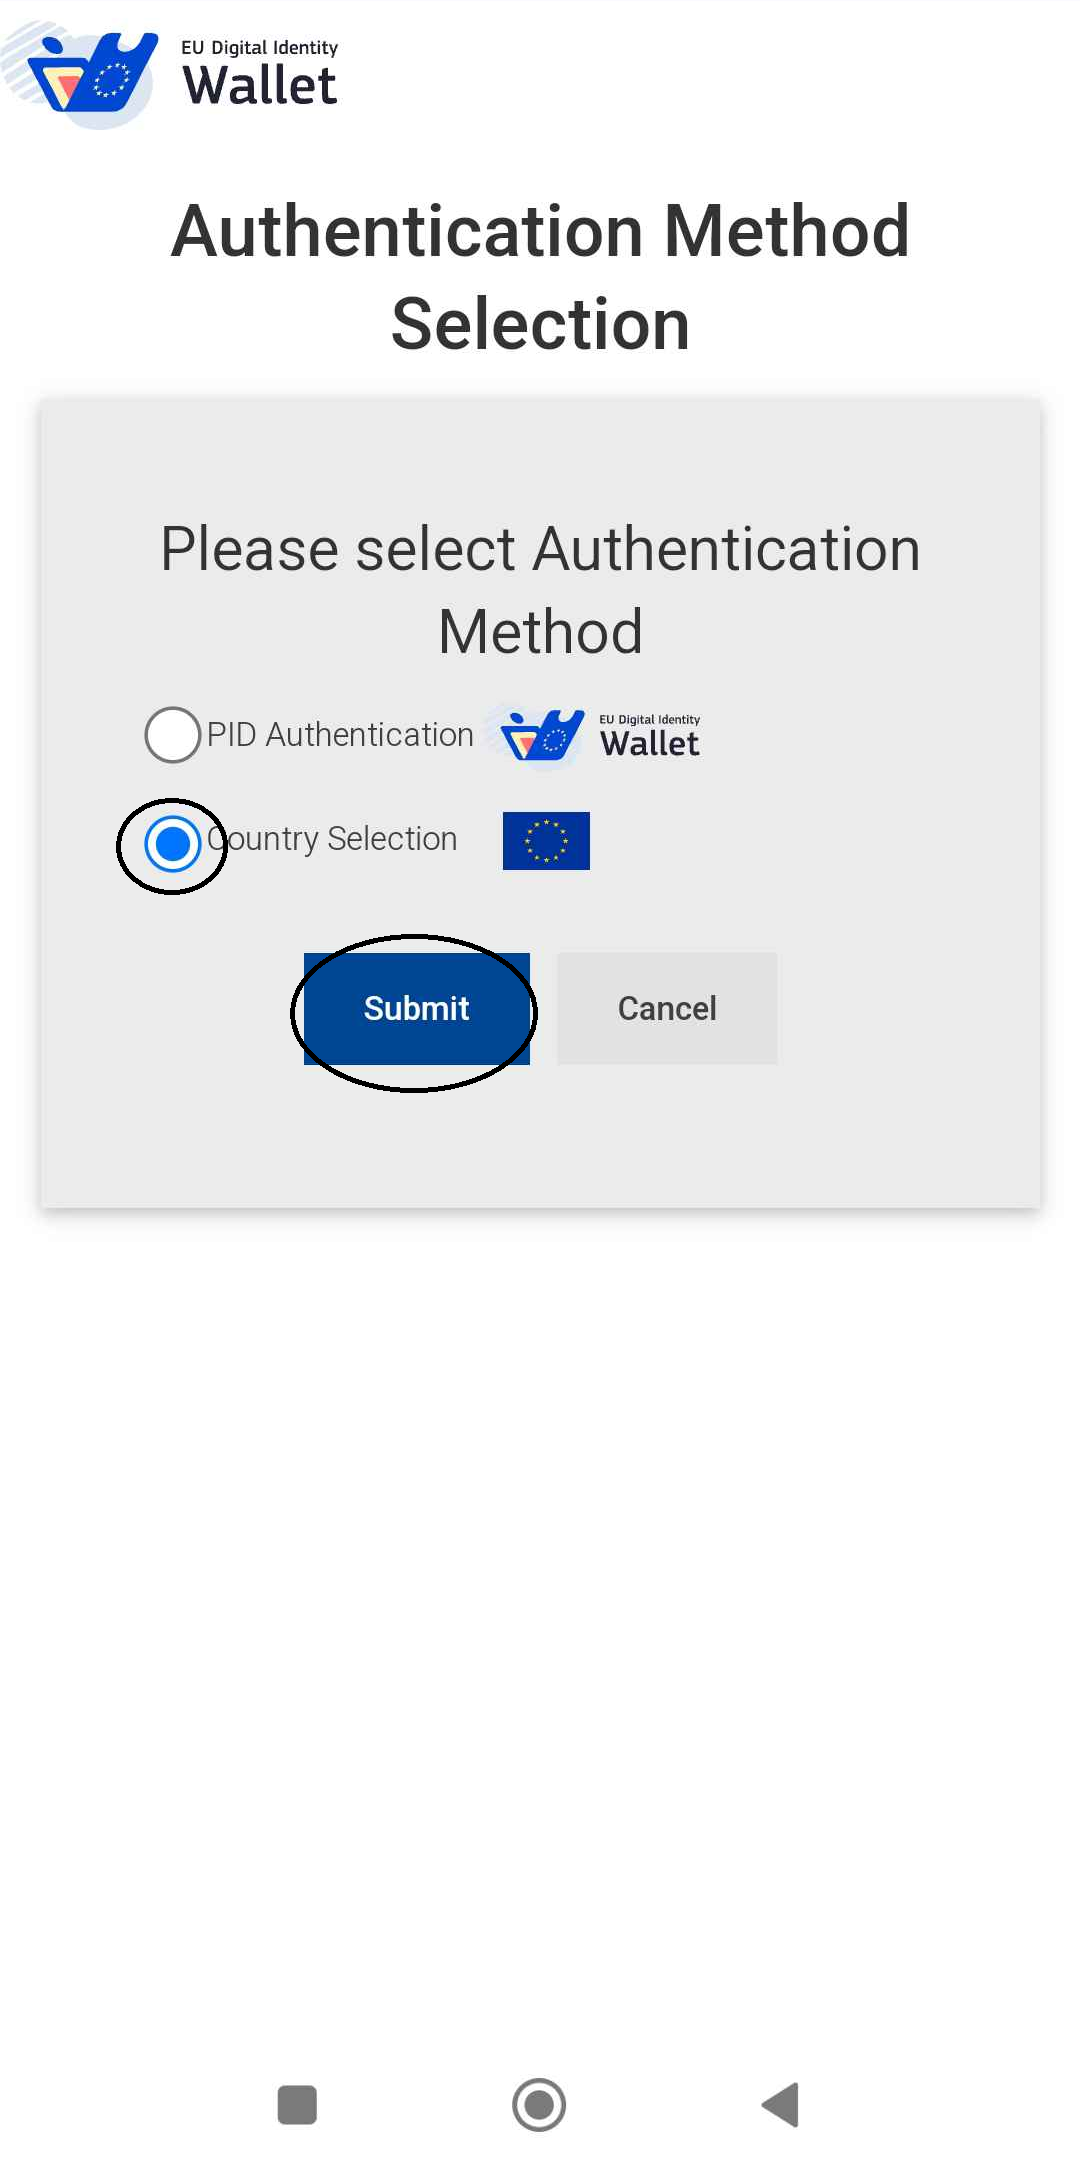 EU Digital Identity
Wallet
Authentication Method
Selection
Please select Authentication
Method
PID Authentication
EU Digital Identity
Wallet
Country Selection
Submit
Cancel